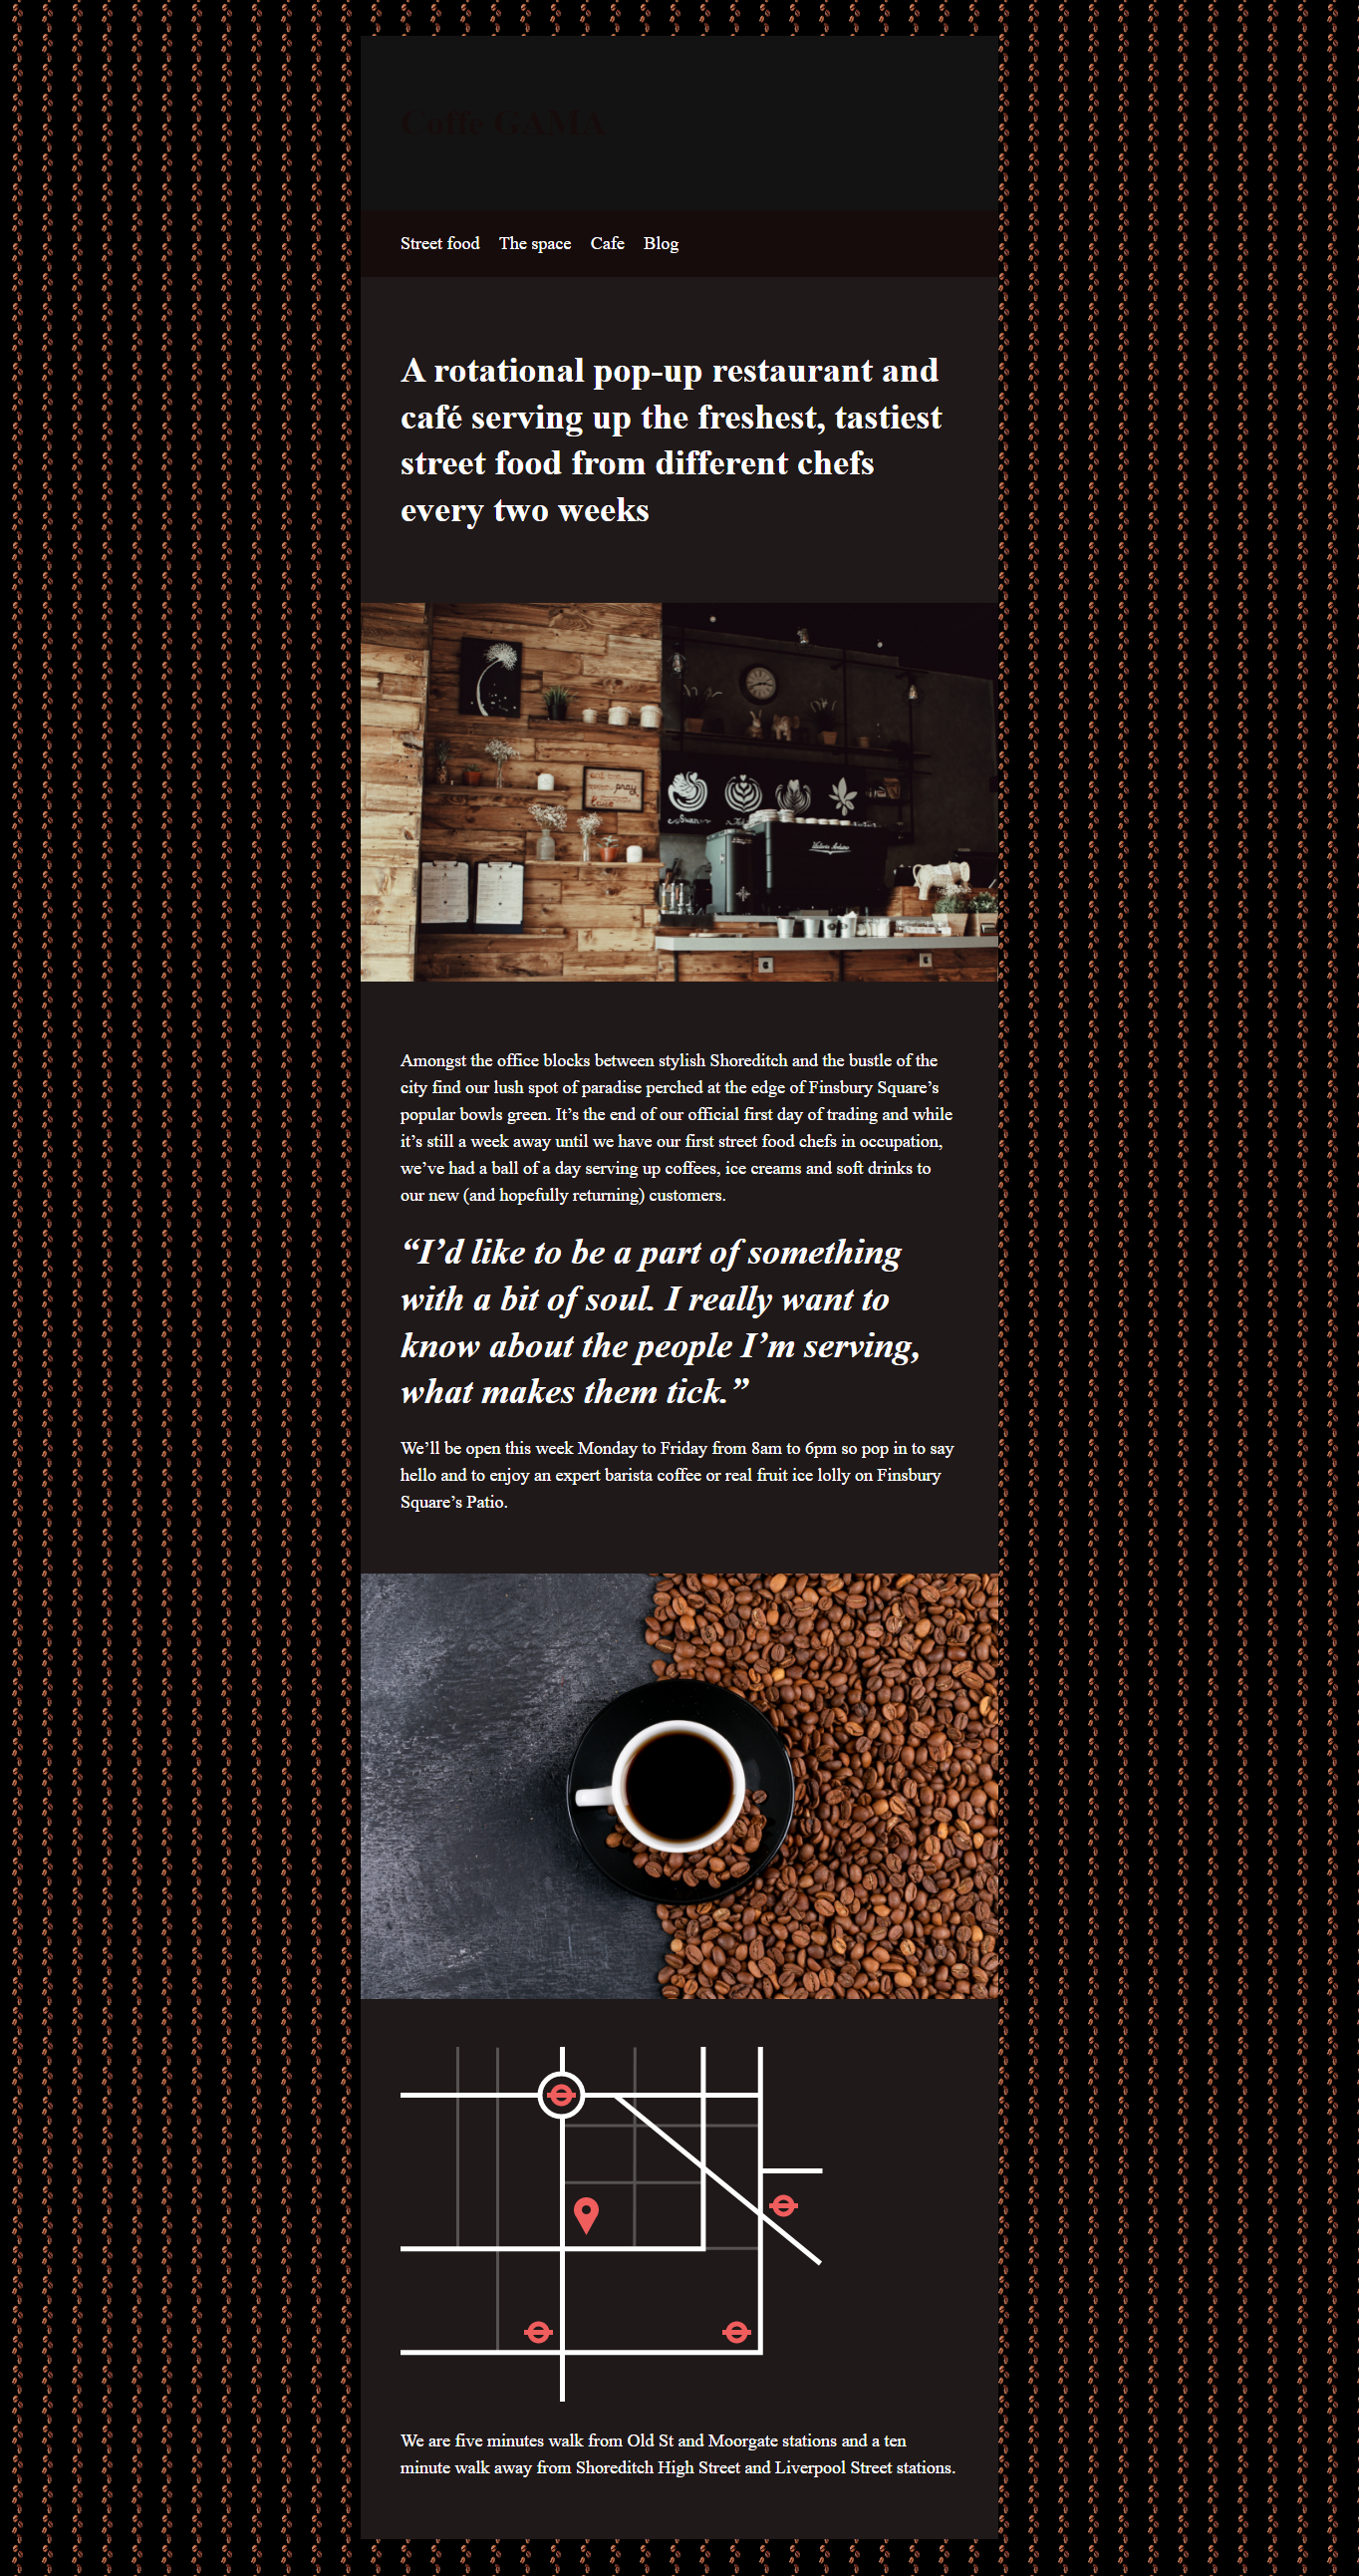 Coffe GAMA
Street food The space Cafe Blog
A rotational pop-up restaurant and
café serving up the freshest, tastiest
street food from different chefs
every two weeks
eat me
pray
love
Victoria Arduino
Amongst the office blocks between stylish Shoreditch and the bustle of the
city find our lush spot of paradise perched at the edge of Finsbury Square’s
popular bowls green. It’s the end of our official first day of trading and while
it’s still a week away until we have our first street food chefs in occupation,
we’ve had a ball of a day serving up coffees, ice creams and soft drinks to
our new (and hopefully returning) customers.
“I’d like to be a part of something
with a bit of soul. I really want to
know about the people I’m serving,
what makes them tick.”
We’ll be open this week Monday to Friday from 8am to 6pm so pop in to say
hello and to enjoy an expert barista coffee or real fruit ice lolly on Finsbury
Square’s Patio.
We are five minutes walk from Old St and Moorgate stations and a ten
minute walk away from Shoreditch High Street and Liverpool Street stations.